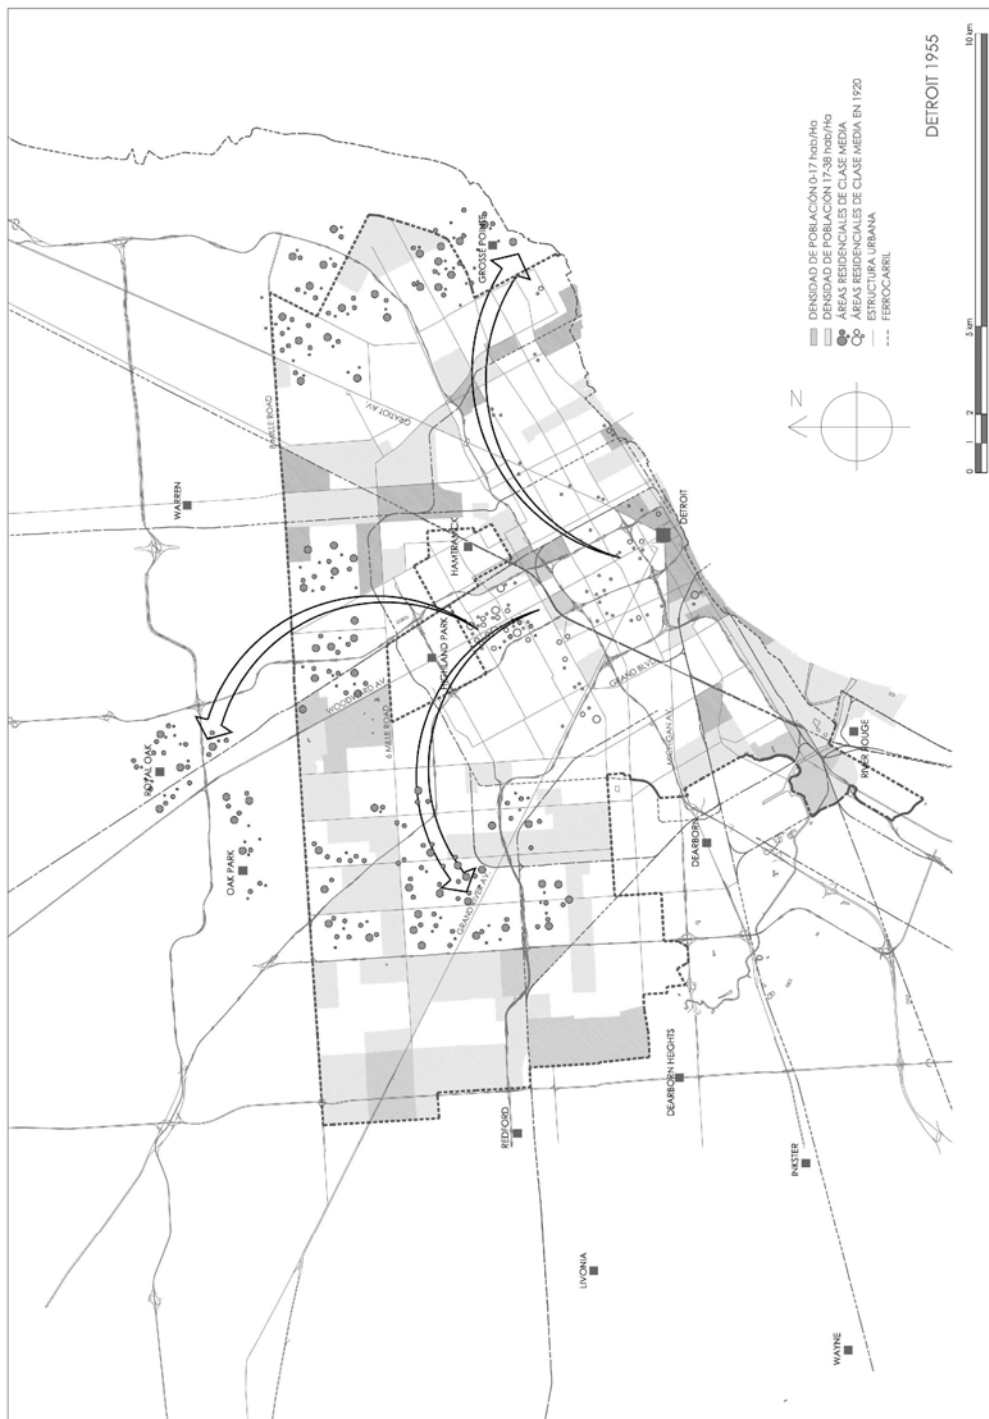 DETROIT 1955
DENSIDAD DE POBLACIÓN 0-17 hab/Ha
DENSIDAD DE POBLACIÓN 17-38 hab/Ha
ÁREAS RESIDENCIALES DE CLASE MEDIA
ÁREAS RESIDENCIALES DE CLASE MEDIA EN 1920
ESTRUCTURA URBANA
FERROCARRIL
N
0
1
2
5 km
10 km
WARREN
8 MILE ROAD
GRATIOT AV.
GROSSE POINTE
HAMTRAMCK
DETROIT
HIGHLAND PARK
WOODWARD AV.
6 MILE ROAD
GRAND BLVD
MICHIGAN AV.
RIVER ROUGE
ROYAL OAK
OAK PARK
GRAND RIVER AV.
DEARBORN
DEARBORN HEIGHTS
REDFORD
INKSTER
LIVONIA
WAYNE